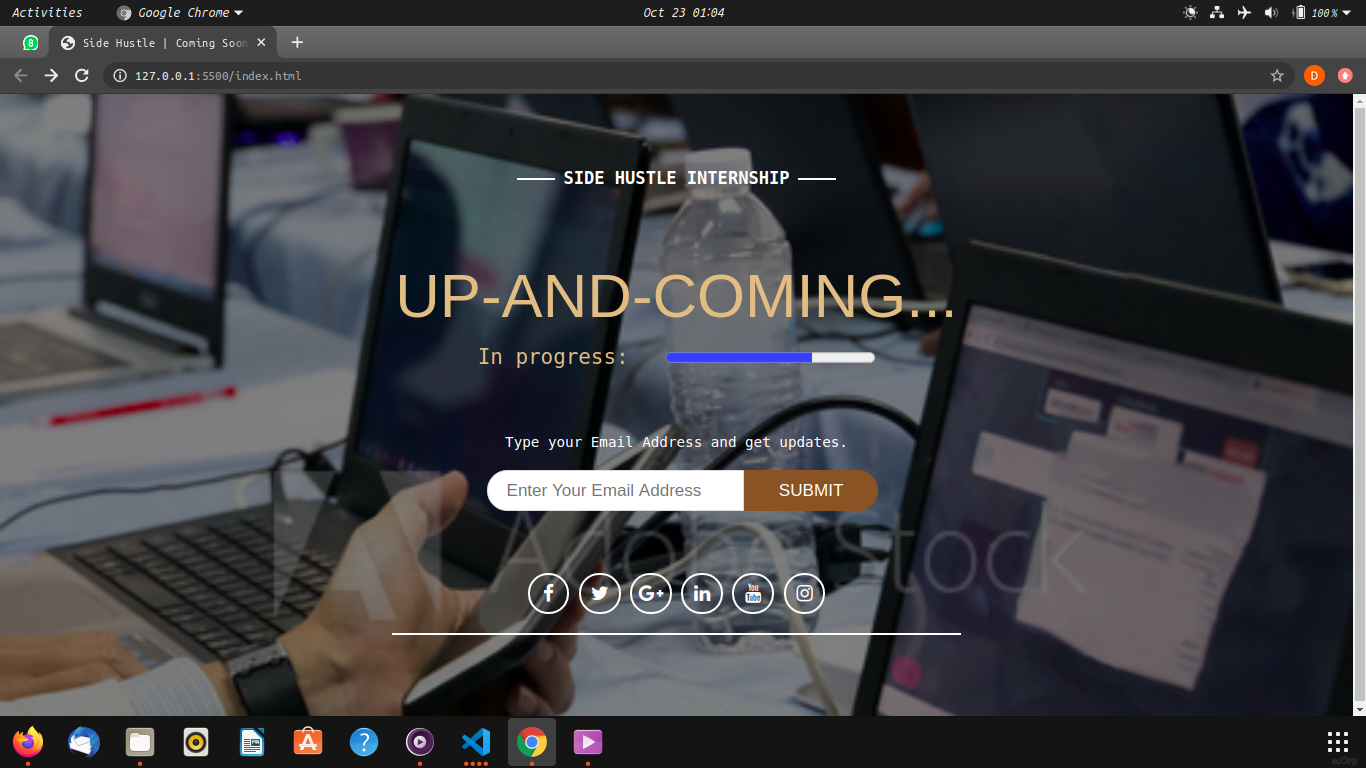 Activities
Google Chrome
Oct 23 01:04
100 %
8
Side Hustle | Coming Soon
127.0.0.1:5500/index.html
D
SIDE HUSTLE INTERNSHIP
UP-AND-COMING...
In progress:
Type your Email Address and get updates.
Enter Your Email Address
SUBMIT
Adobe Stock
You
Tube